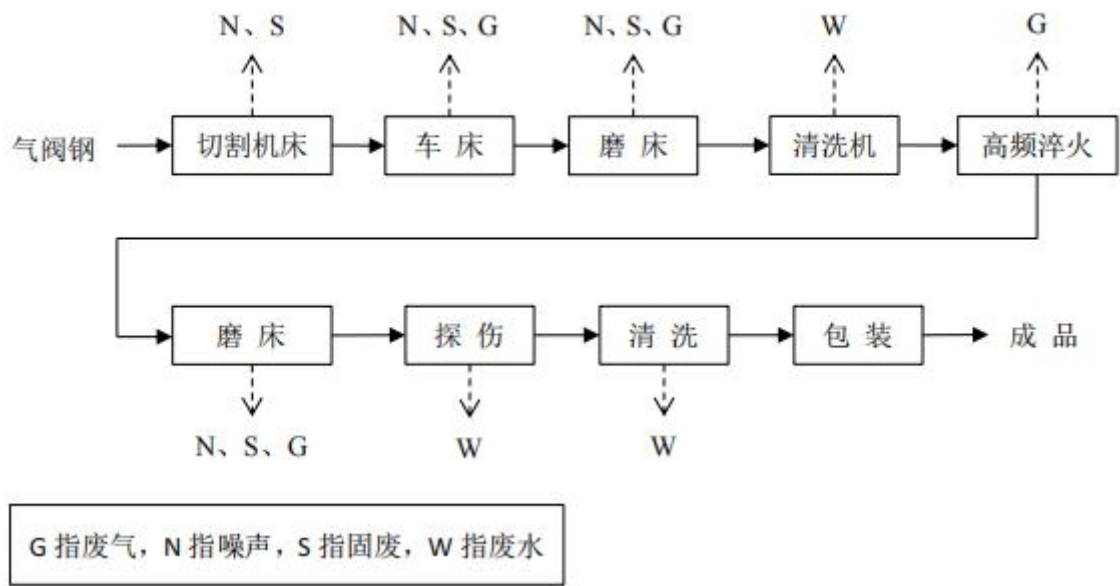 N、S N、S、G N、S、G W G
气阀钢 切割机床 车 床 磨 床 清洗机 高频淬火
磨 床 探 伤 清 洗 包 装 成 品
N、S、G W W
G 指废气，N 指噪声，S 指固废，W 指废水